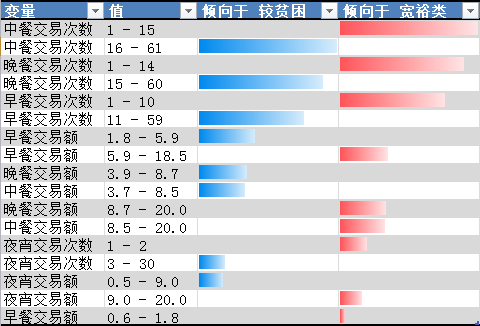 变量 值 倾向于 较贫困 倾向于 宽裕类
中餐交易次数 1 - 15
中餐交易次数 16 - 61
晚餐交易次数 1 - 14
晚餐交易次数 15 - 60
早餐交易次数 1 - 10
早餐交易次数 11 - 59
早餐交易额 1.8 - 5.9
早餐交易额 5.9 - 18.5
晚餐交易额 3.9 - 8.7
中餐交易额 3.7 - 8.5
晚餐交易额 8.7 - 20.0
中餐交易额 8.5 - 20.0
夜宵交易次数 1 - 2
夜宵交易次数 3 - 30
夜宵交易额 0.5 - 9.0
夜宵交易额 9.0 - 20.0
早餐交易额 0.6 - 1.8